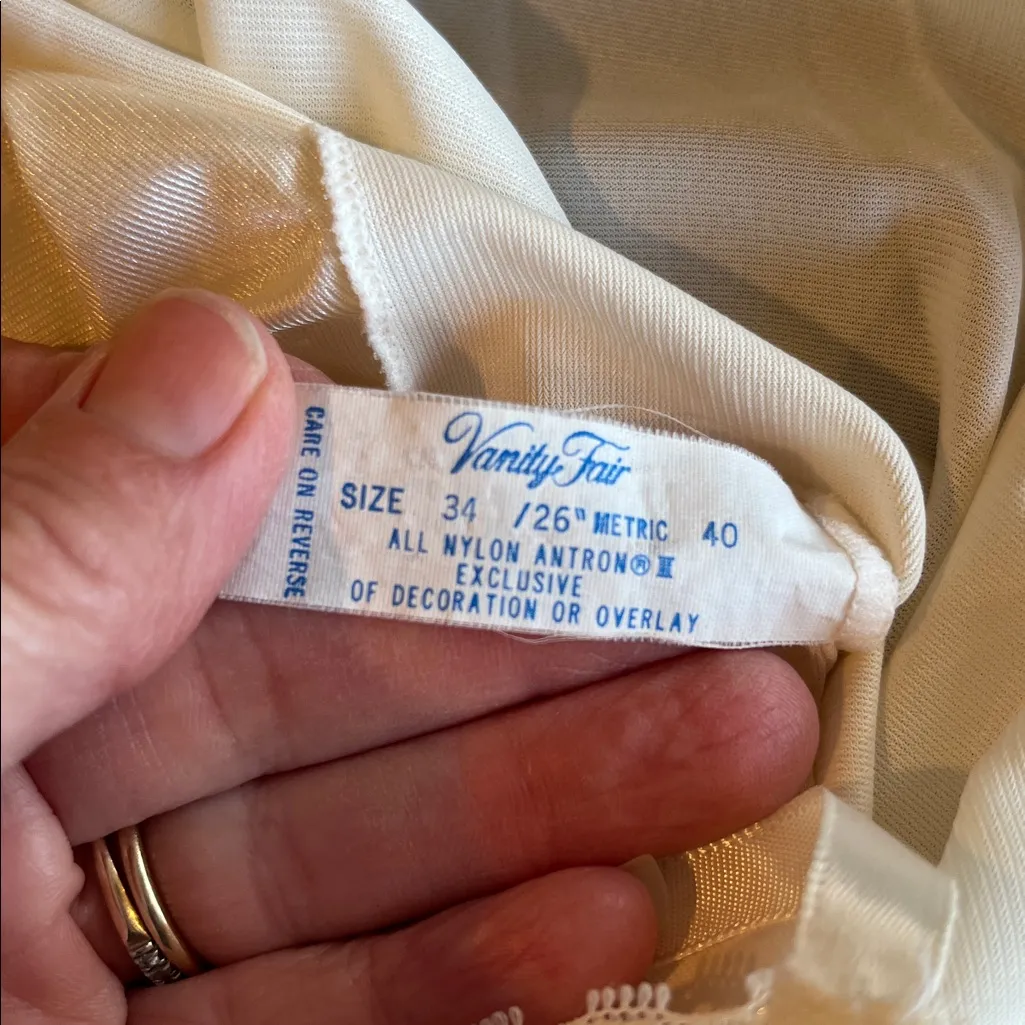 Vanity Fair
SIZE 34 /26" METRIC 40
ALL NYLON ANTRON® III
EXCLUSIVE
OF DECORATION OR OVERLAY
CARE ON REVERSE